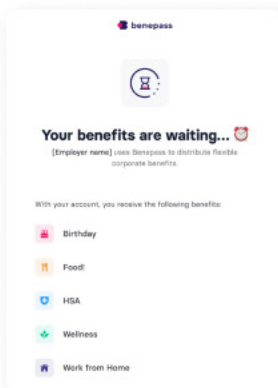 benepass
Your benefits are waiting... ⏰
[Employer name] uses Benepass to distribute flexible
corporate benefits.
With your account, you receive the following benefits:
Birthday
Food!
HSA
Wellness
Work from Home